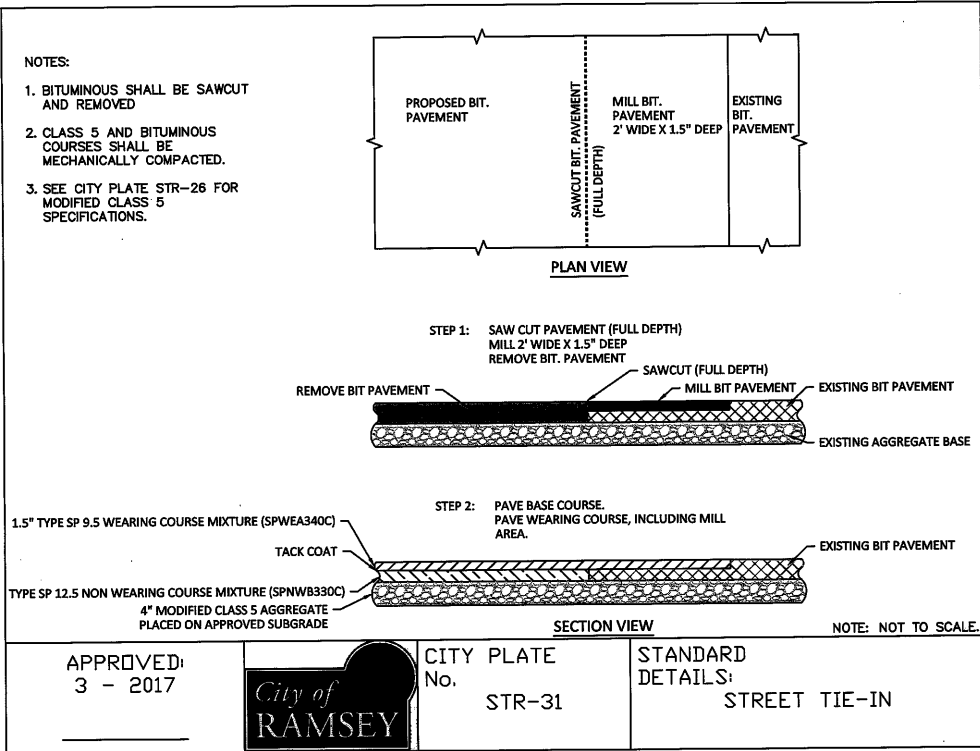 NOTES:
1. BITUMINOUS SHALL BE SAWCUT
AND REMOVED
2. CLASS 5 AND BITUMINOUS
COURSES SHALL BE
MECHANICALLY COMPACTED.
3. SEE CITY PLATE STR-26 FOR
MODIFIED CLASS 5
SPECIFICATIONS.
PROPOSED BIT.
PAVEMENT
SAWCUT BIT. PAVEMENT
(FULL DEPTH)
MILL BIT.
PAVEMENT
2' WIDE X 1.5" DEEP
EXISTING
BIT.
PAVEMENT
PLAN VIEW
STEP 1: SAW CUT PAVEMENT (FULL DEPTH)
MILL 2' WIDE X 1.5" DEEP
REMOVE BIT. PAVEMENT
SAWCUT (FULL DEPTH)
REMOVE BIT PAVEMENT
MILL BIT PAVEMENT
EXISTING BIT PAVEMENT
EXISTING AGGREGATE BASE
STEP 2: PAVE BASE COURSE.
PAVE WEARING COURSE, INCLUDING MILL
AREA.
1.5" TYPE SP 9.5 WEARING COURSE MIXTURE (SPWEA340C)
TACK COAT
EXISTING BIT PAVEMENT
TYPE SP 12.5 NON WEARING COURSE MIXTURE (SPNWB330C)
4" MODIFIED CLASS 5 AGGREGATE
PLACED ON APPROVED SUBGRADE
SECTION VIEW
NOTE: NOT TO SCALE.
APPROVED:
3 - 2017
City of
RAMSEY
CITY PLATE
No.
STR-31
STANDARD
DETAILS:
STREET TIE-IN